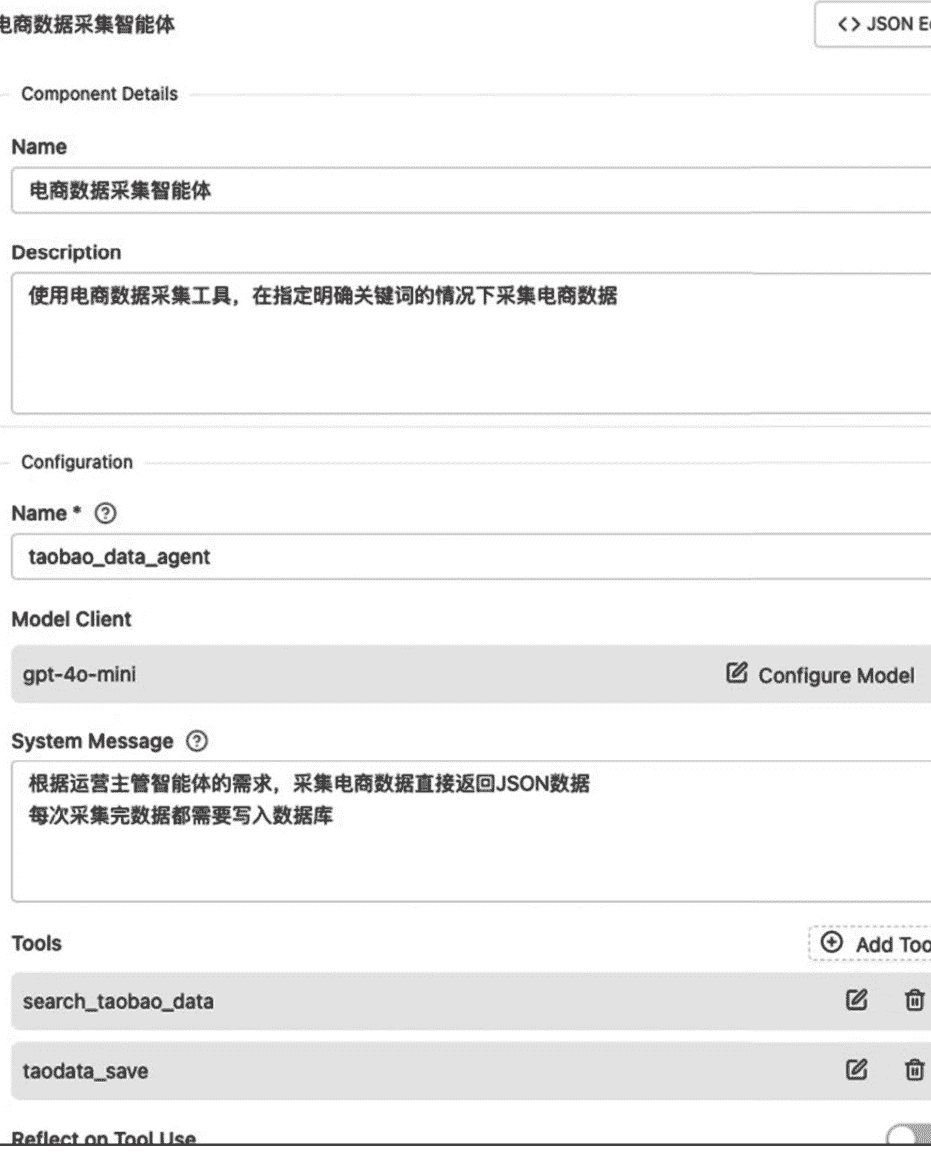 电商数据采集智能体
<> JSON E
Component Details
Name
电商数据采集智能体
Description
使用电商数据采集工具，在指定明确关键词的情况下采集电商数据
Configuration
Name *
taobao_data_agent
Model Client
gpt-4o-mini
Configure Model
System Message
根据运营主管智能体的需求，采集电商数据直接返回JSON数据
每次采集完数据都需要写入数据库
Tools
Add Too
search_taobao_data
taodata_save
Reflect on Tool Use